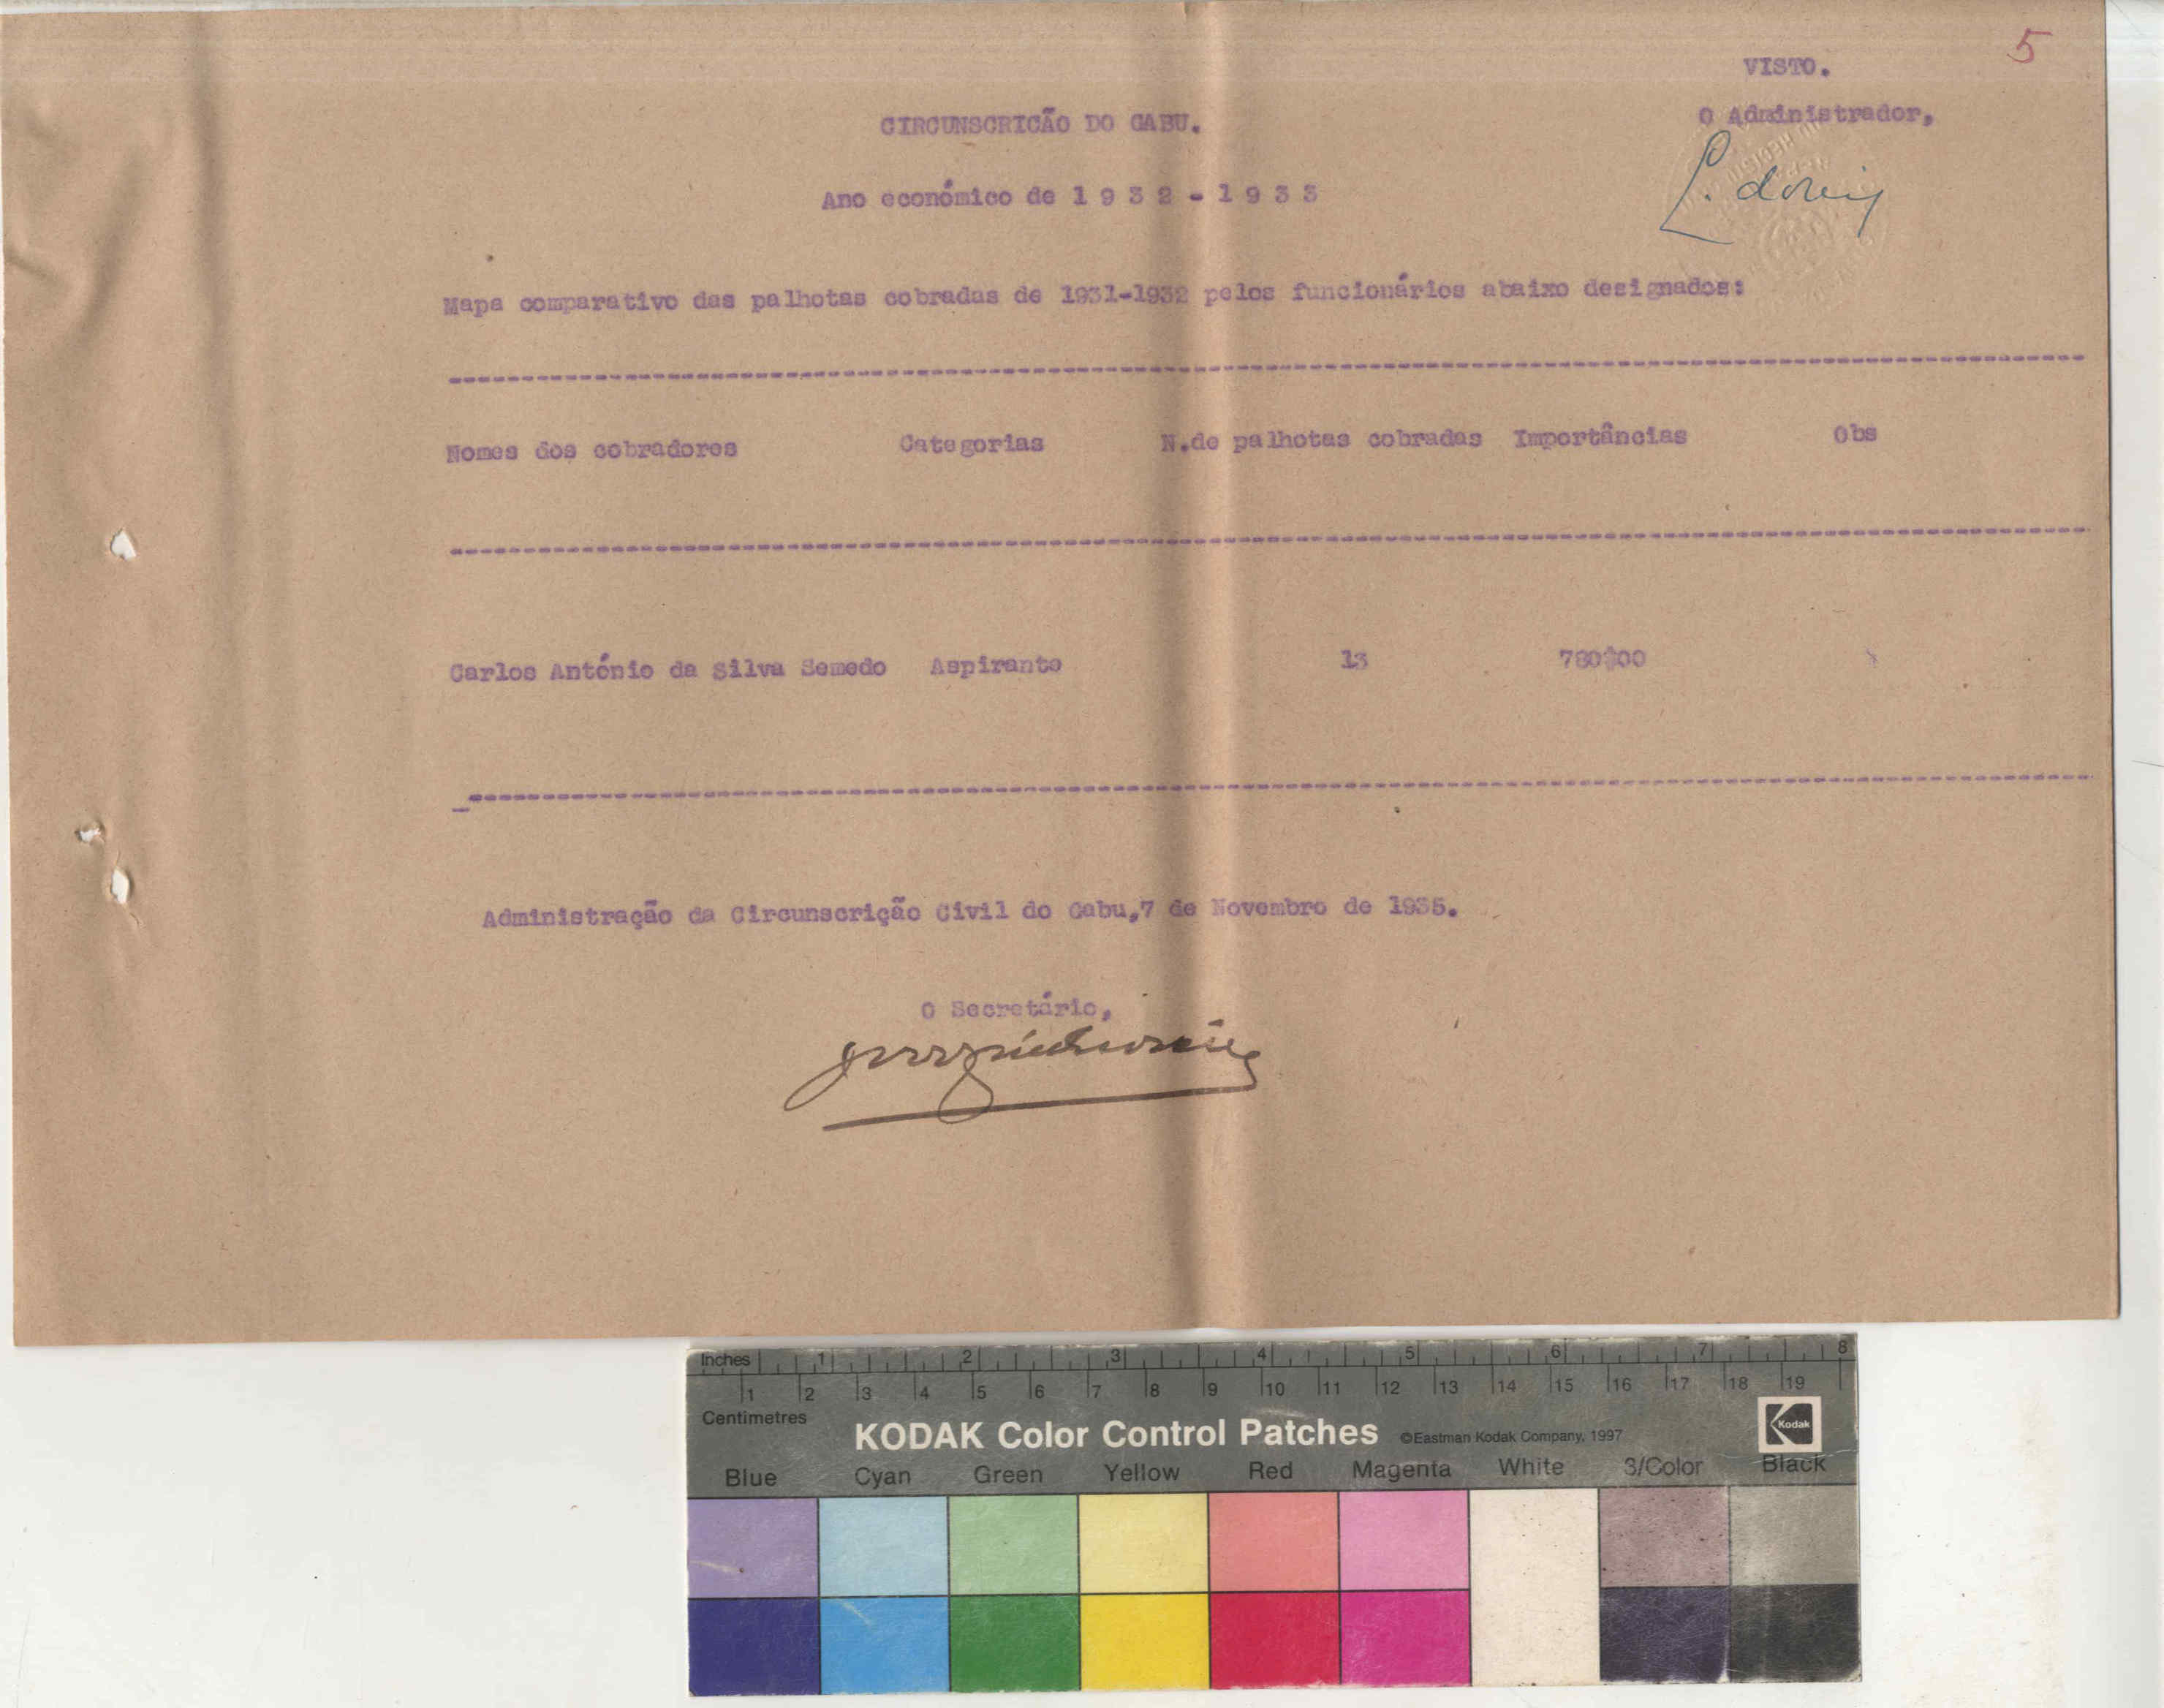 5
VISTO.
O Administrador,
CIRCUNSCRICÃO DO GABU.
Ano económico de 1 9 3 2 - 1 9 3 3
Mapa comparativo das palhotas cobradas de 1931-1932 pelos funcionários abaixo designados:
Nomes dos cobradores Categorias N.de palhotas cobradas Importâncias Obs
Carlos António da Silva Semedo Aspirante 13 780$00
Administração da Circunscrição Civil do Gabu,7 de Novembro de 1935.
O Secretário,
Inches 1 2 3 4 5 6 7 8
1 2 3 4 5 6 7 8 9 10 11 12 13 14 15 16 17 18 19
Centimetres
KODAK Color Control Patches ©Eastman Kodak Company, 1997 Kodak
Blue Cyan Green Yellow Red Magenta White 3/Color Black